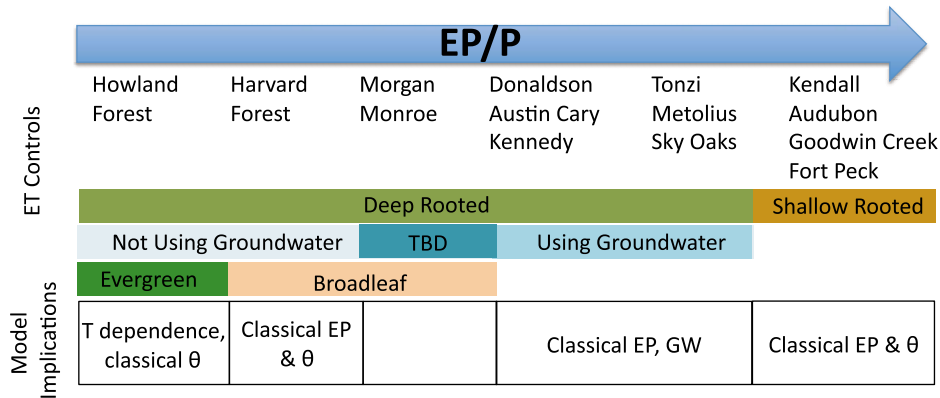 EP/P
Howland
Forest
Harvard
Forest
Morgan
Monroe
Donaldson
Austin Cary
Kennedy
Tonzi
Metolius
Sky Oaks
Kendall
Audubon
Goodwin Creek
Fort Peck
ET Controls
Deep Rooted
Shallow Rooted
Not Using Groundwater
TBD
Using Groundwater
Evergreen
Broadleaf
Model
Implications
T dependence,
classical θ
Classical EP
& θ
Classical EP, GW
Classical EP & θ